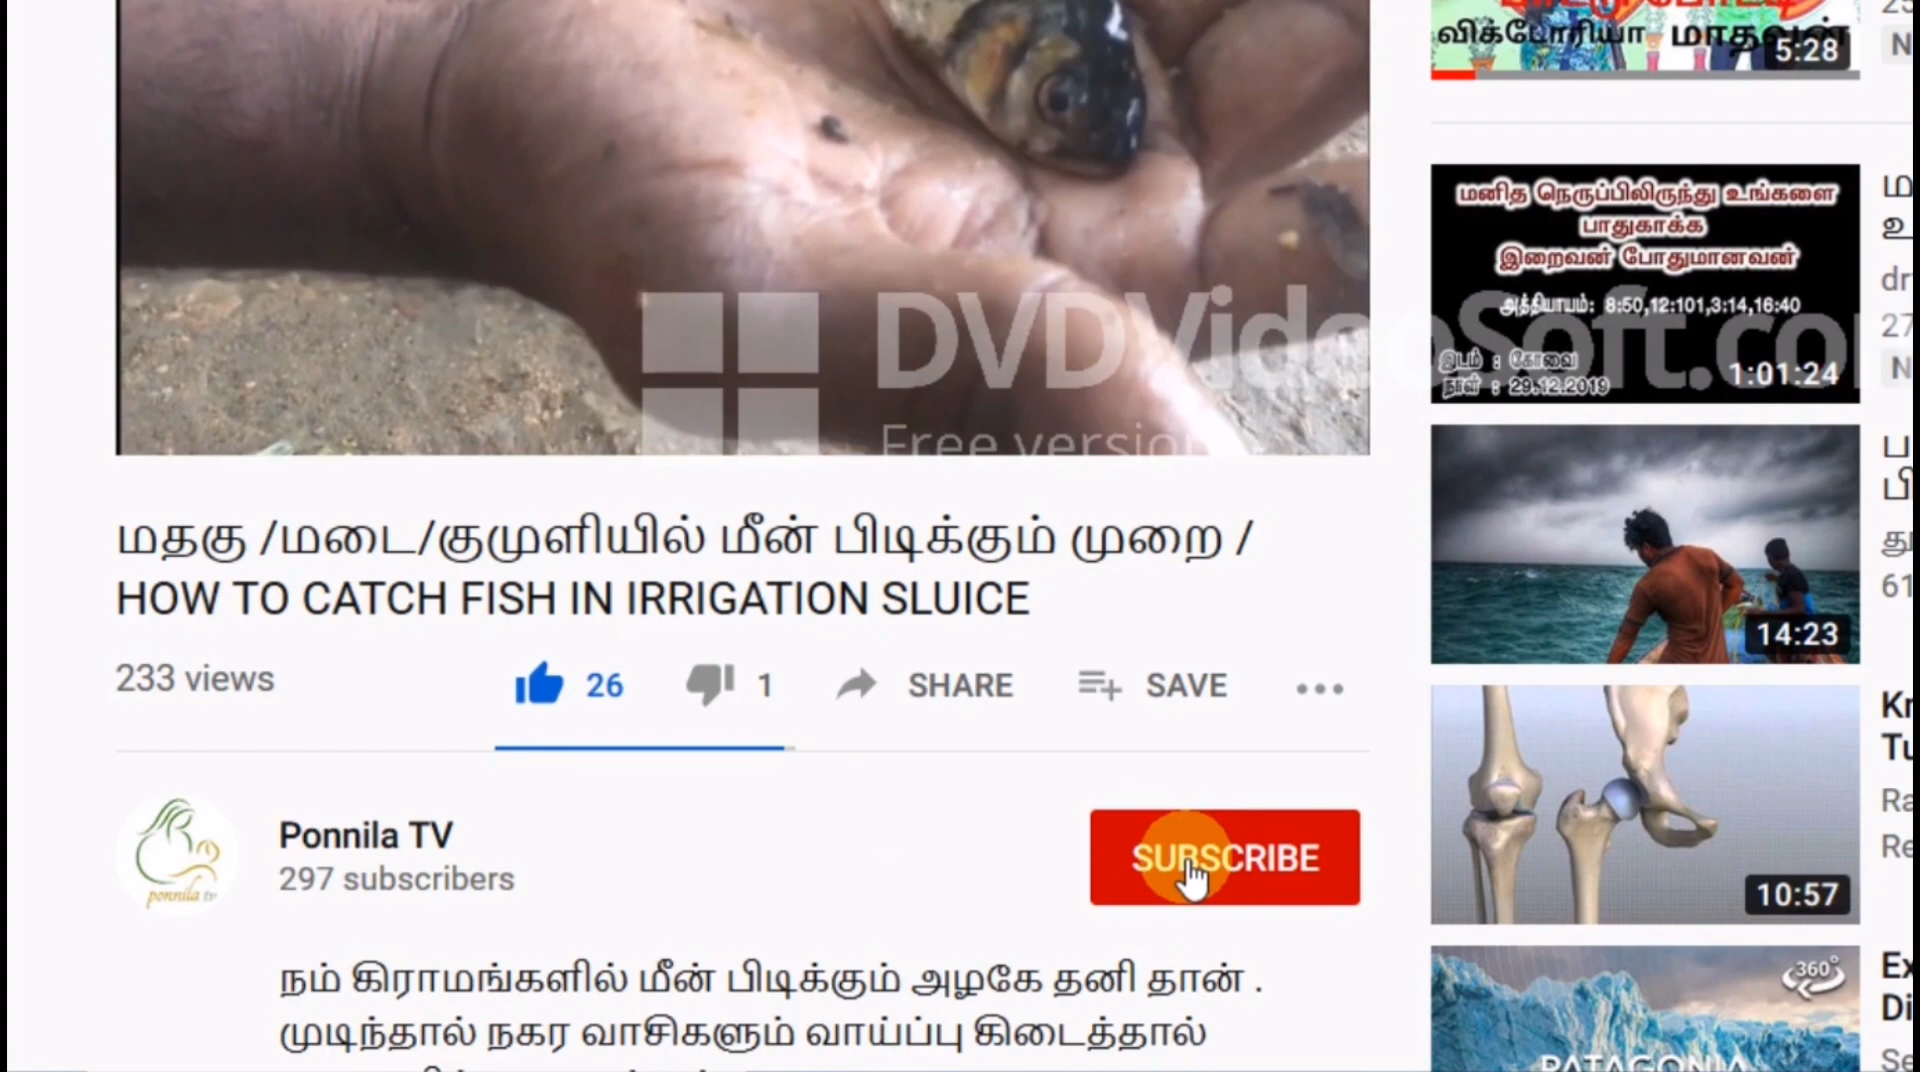 DVDVideoSoft.co
Free version
மதகு /மடை/குமுளியில் மீன் பிடிக்கும் முறை /
HOW TO CATCH FISH IN IRRIGATION SLUICE
233 views
26
1
SHARE
SAVE
Ponnila TV
297 subscribers
SUBSCRIBE
ponnila tv
நம் கிராமங்களில் மீன் பிடிக்கும் அழகே தனி தான் .
முடிந்தால் நகர வாசிகளும் வாய்ப்பு கிடைத்தால்
விக்டோரியா மாதவன்
5:28
மனித நெருப்பிலிருந்து உங்களை
பாதுகாக்க
இறைவன் போதுமானவன்
அத்தியாயம்: 8:50,12:101,3:14,16:40
இடம் : கோவை
நாள் : 29.12.2019
1:01:24
14:23
10:57
360°
PATAGONIA